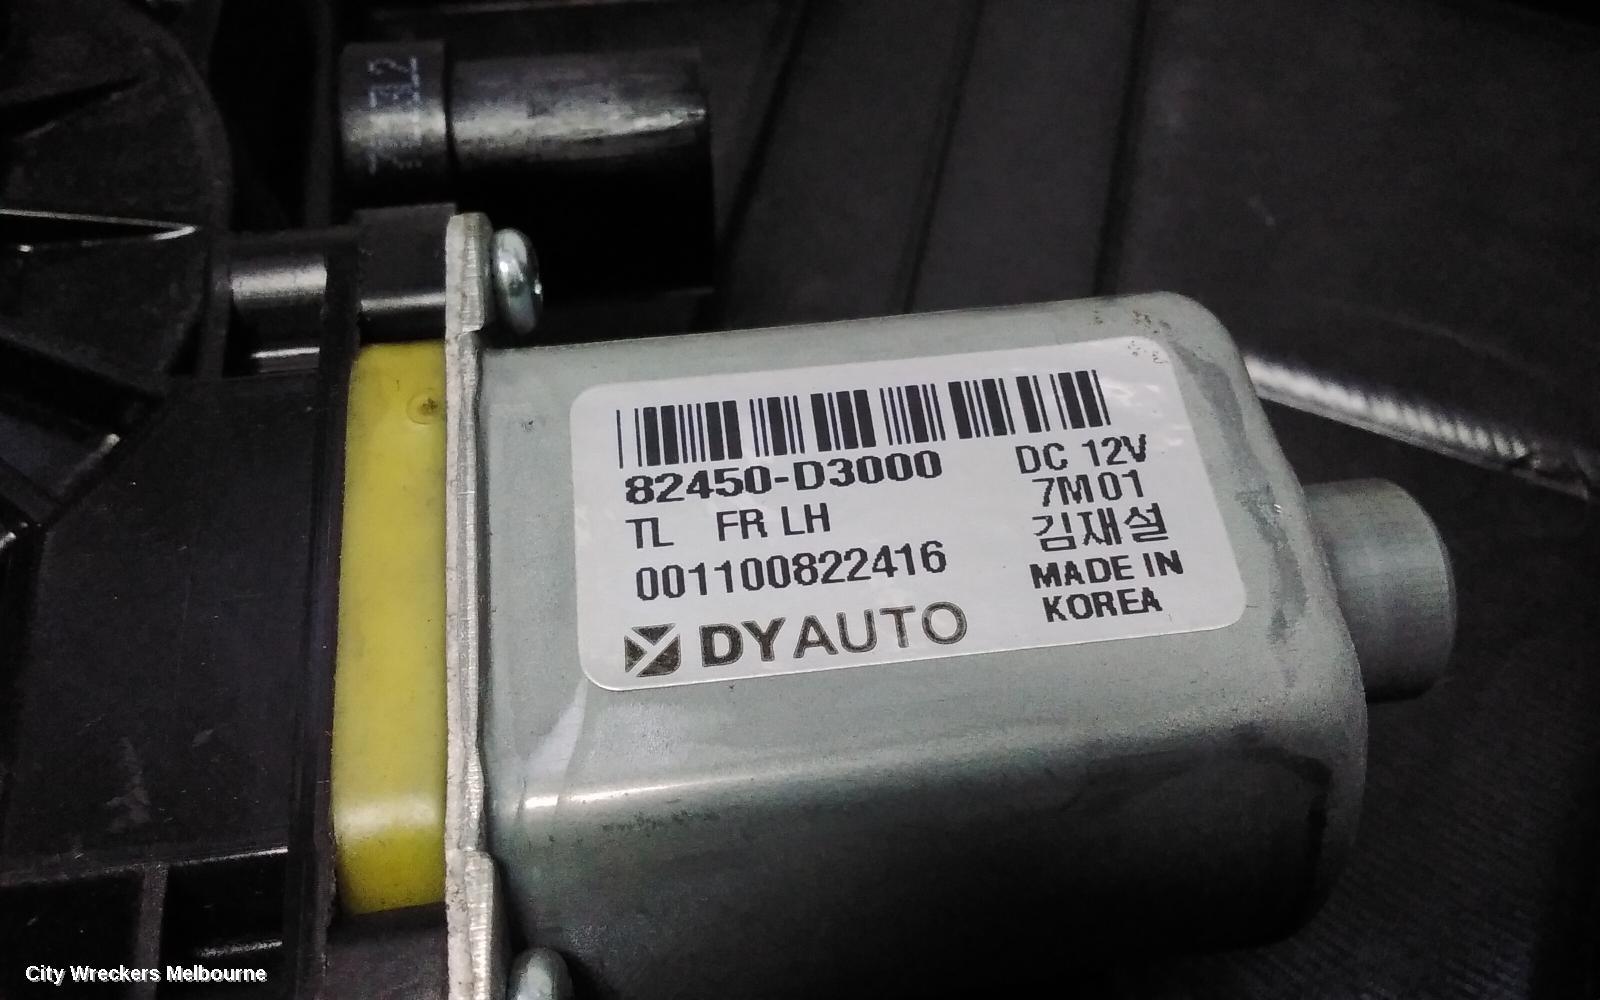 82450-D3000
TL FR LH
001100822416
DYAUTO
DC 12V
7M01
김재설
MADE IN
KOREA
City Wreckers Melbourne